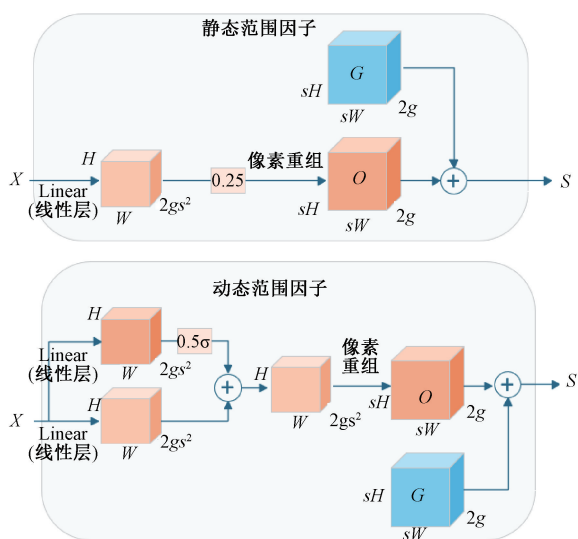 静态范围因子
G
sH
sW
2g
X
Linear
(线性层)
H
W
2gs²
0.25
像素重组
O
sH
sW
2g
+
S
动态范围因子
H
Linear
(线性层)
W
2gs²
0.5σ
X
H
Linear
(线性层)
W
2gs²
+
H
W
2gs²
像素
重组
sH
O
sW
2g
+
S
sH
G
sW
2g